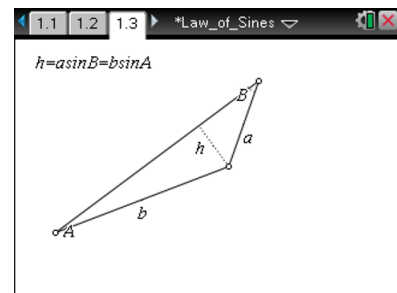 1.1 1.2 1.3 *Law_of_Sines
h=asinB=bsinA
B
h a
b
A